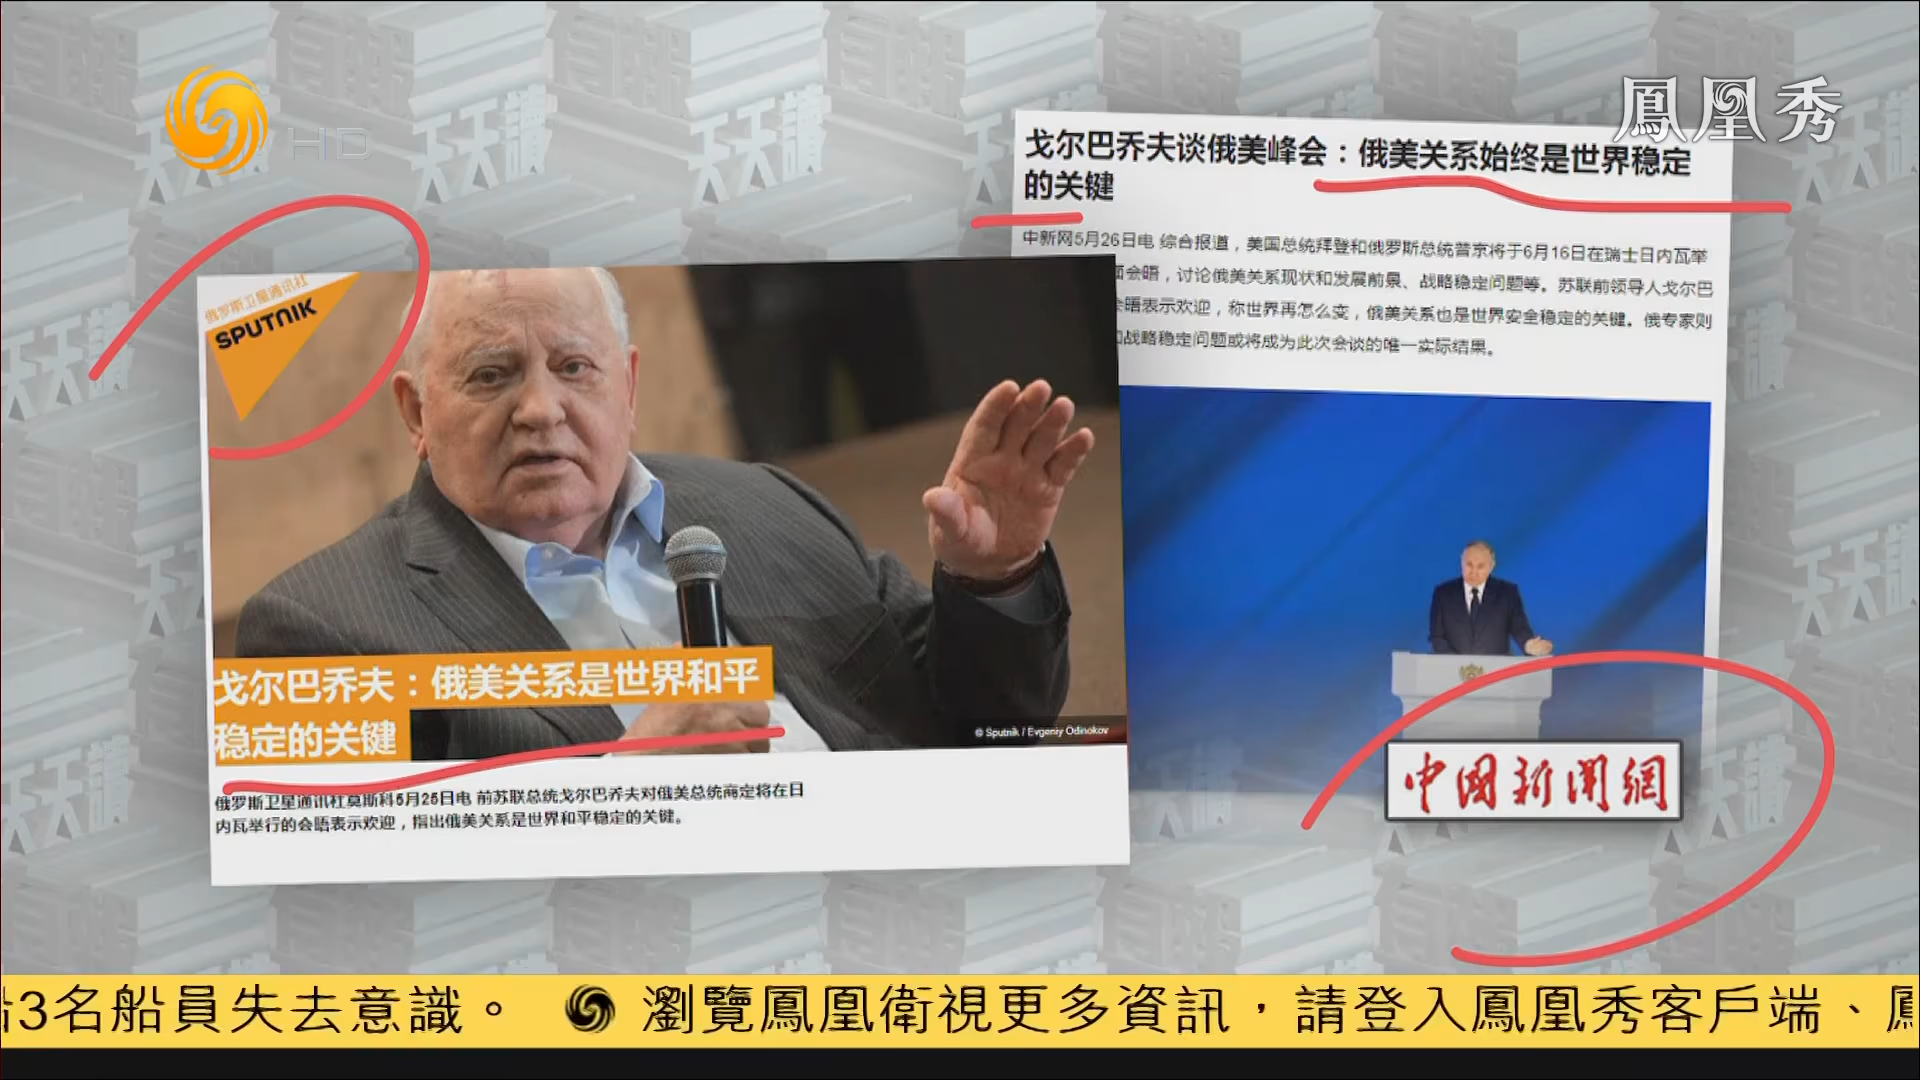 HD
鳳凰秀
戈尔巴乔夫谈俄美峰会：俄美关系始终是世界稳定
的关键
中新网5月26日电 综合报道，美国总统拜登和俄罗斯总统普京将于6月16日在瑞士日内瓦举
面会晤，讨论俄美关系现状和发展前景、战略稳定问题等。苏联前领导人戈尔巴
会晤表示欢迎，称世界再怎么变，俄美关系也是世界安全稳定的关键。俄专家则
和战略稳定问题或将成为此次会谈的唯一实际结果。
俄罗斯卫星通讯社
SPUTNIK
戈尔巴乔夫：俄美关系是世界和平
稳定的关键
© Sputnik / Evgeniy Odinokov
俄罗斯卫星通讯社莫斯科5月25日电 前苏联总统戈尔巴乔夫对俄美总统商定将在日
内瓦举行的会晤表示欢迎，指出俄美关系是世界和平稳定的关键。
中國新聞網
3名船員失去意識。 瀏覽鳳凰衛視更多資訊，請登入鳳凰秀客戶端、
天天讀